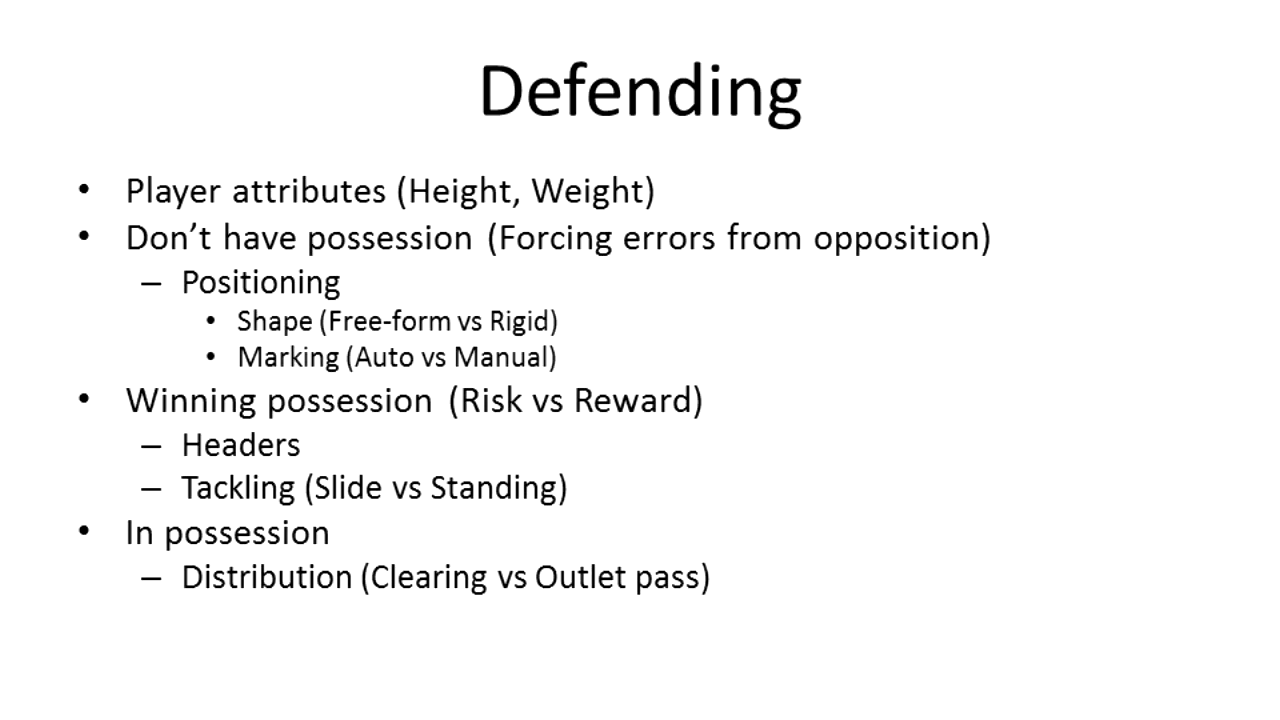 Defending
• Player attributes (Height, Weight)
• Don’t have possession (Forcing errors from opposition)
– Positioning
• Shape (Free-form vs Rigid)
• Marking (Auto vs Manual)
• Winning possession (Risk vs Reward)
– Headers
– Tackling (Slide vs Standing)
• In possession
– Distribution (Clearing vs Outlet pass)